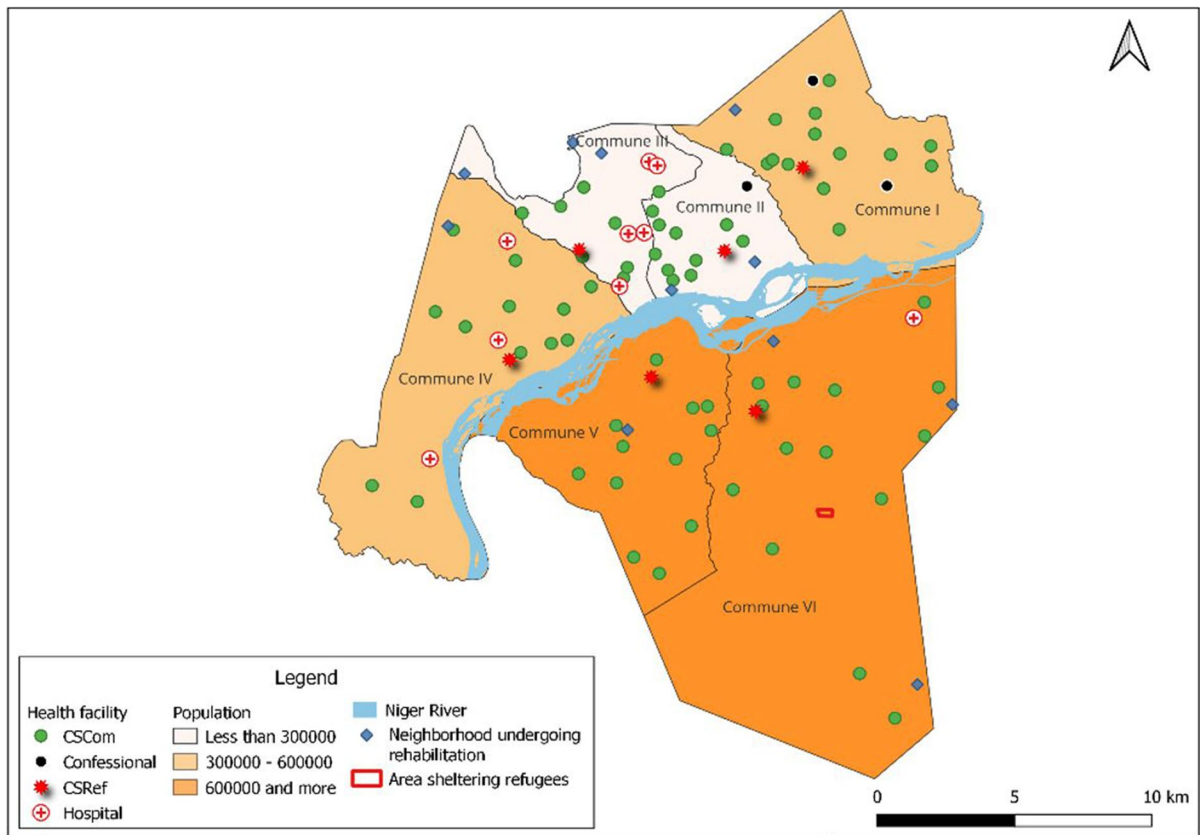 Commune III
Commune II
Commune I
Commune IV
Commune V
Commune VI
Legend
Health facility
CSCom
Confessional
CSRef
Hospital
Population
Less than 300000
300000 - 600000
600000 and more
Niger River
Neighborhood undergoing
rehabilitation
Area sheltering refugees
0 5 10 km